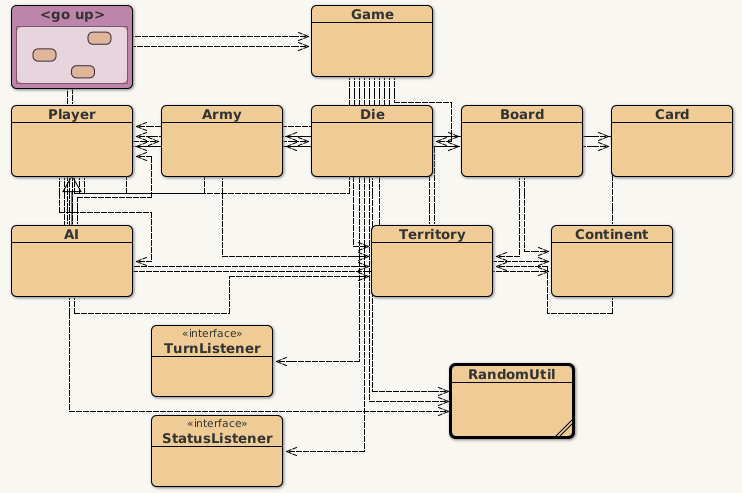 <go up>
Game
Player
Army
Die
Board
Card
AI
Territory
Continent
«interface»
TurnListener
RandomUtil
«interface»
StatusListener